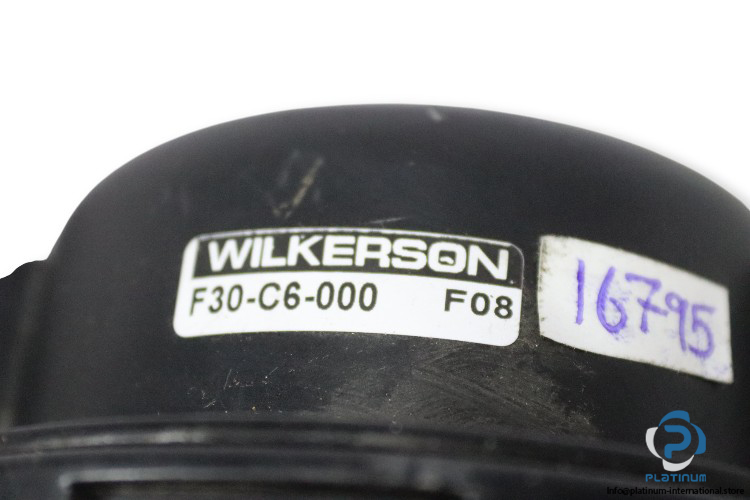 WILKERSON
F30-C6-000 F08
16795
PLATINUM
info@platinum-international.store